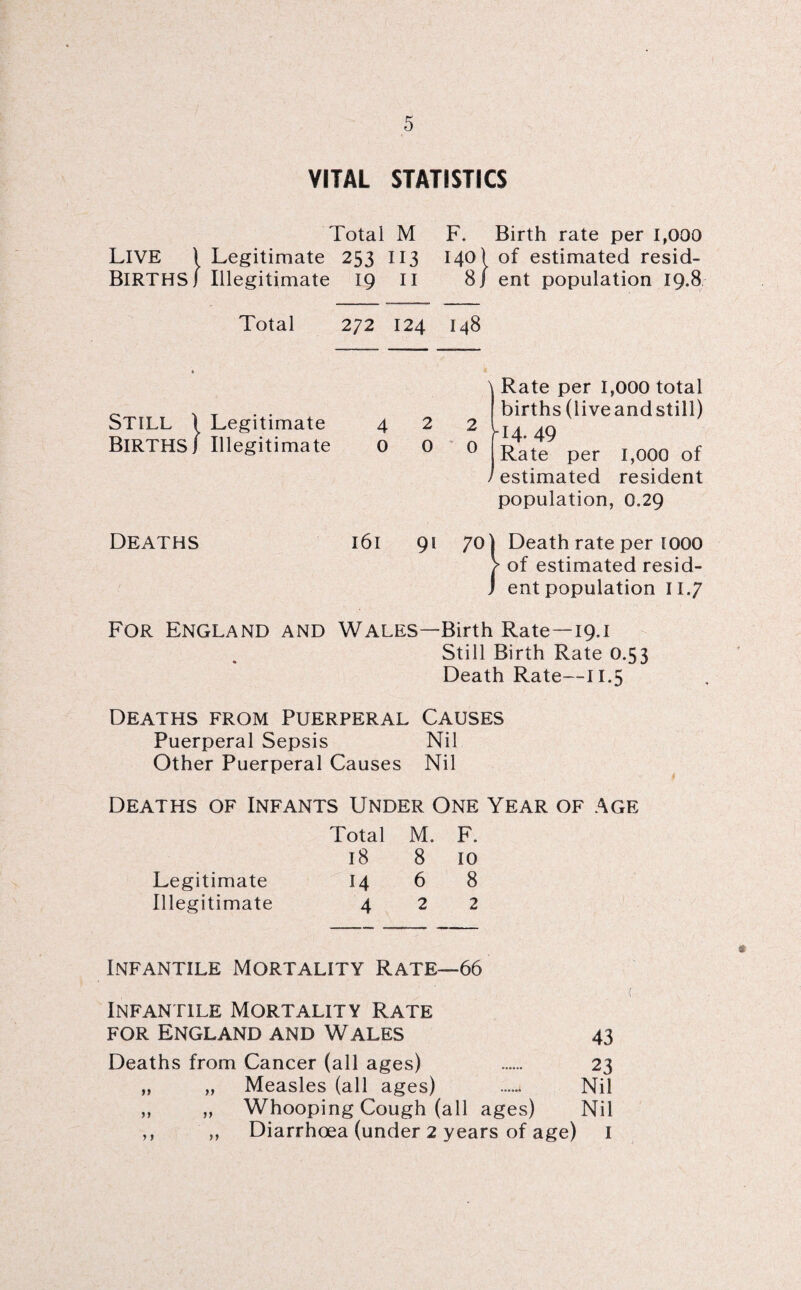 5
VITAL STATISTICS
Total M F. Birth rate per 1,000
LIVE } Legitimate 253 113 140 } of estimated resid-
BIRTHS } Illegitimate 19 11 8 } ent population 19.8
Total 272 124 148
Rate per 1,000 total
births (live and still)
STILL } Legitimate 4 2 2 } 14. 49
BIRTHS } Illegitimate 0 0 0 Rate per 1,000 of
estimated resident
population, 0.29
DEATHS 161 91 70 } Death rate per 1000
of estimated resid-
ent population 11.7
FOR ENGLAND AND WALES—Birth Rate—19.1
Still Birth Rate 0.53
Death Rate—11.5
DEATHS FROM PUERPERAL CAUSES
Puerperal Sepsis Nil
Other Puerperal Causes Nil
DEATHS OF INFANTS UNDER ONE YEAR OF AGE
Total M. F.
18 8 10
Legitimate 14 6 8
Illegitimate 4 2 2
INFANTILE MORTALITY RATE—66
INFANTILE MORTALITY RATE
FOR ENGLAND AND WALES 43
Deaths from Cancer (all ages) ...... 23
„ „ Measles (all ages) ...... Nil
„ „ Whooping Cough (all ages) Nil
„ „ Diarrhœa (under 2 years of age) 1